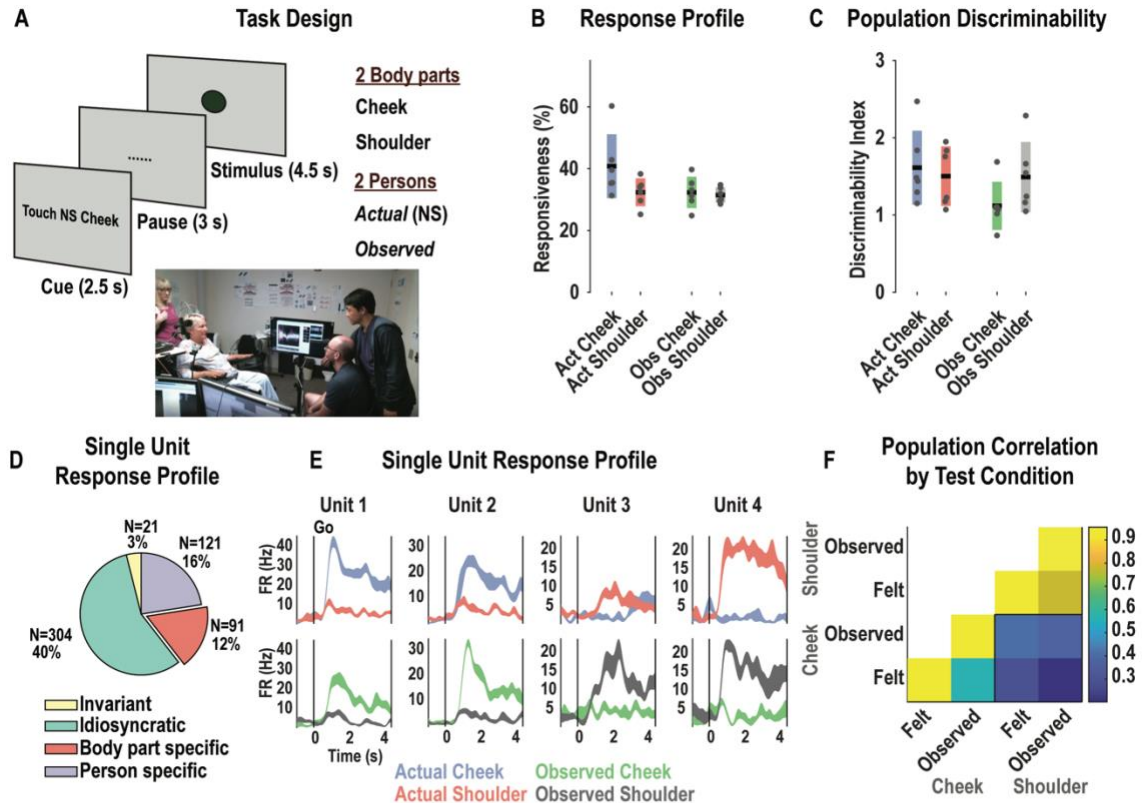 A
Task Design
Touch NS Cheek
Cue (2.5 s)
......
Pause (3 s)
Stimulus (4.5 s)
2 Body parts
Cheek
Shoulder
2 Persons
Actual (NS)
Observed
B
Response Profile
Responsiveness (%)
60
40
20
0
Act Cheek
Act Shoulder
Obs Cheek
Obs Shoulder
C
Population Discriminability
Discriminability Index
3
2
1
0
Act Cheek
Act Shoulder
Obs Cheek
Obs Shoulder
D
Single Unit
Response Profile
N=21
3%
N=121
16%
N=91
12%
N=304
40%
Invariant
Idiosyncratic
Body part specific
Person specific
E
Single Unit Response Profile
Unit 1
Unit 2
Unit 3
Unit 4
Go
FR (Hz)
40
30
20
10
40
30
20
10
20
15
10
5
20
15
10
5
FR (Hz)
40
30
20
10
30
20
10
20
15
10
5
20
15
10
5
0 2 4
0 2 4
0 2 4
0 2 4
Time (s)
Actual Cheek
Observed Cheek
Actual Shoulder
Observed Shoulder
F
Population Correlation
by Test Condition
Shoulder
Observed
Felt
Cheek
Observed
Felt
Felt
Observed
Felt
Observed
Cheek
Shoulder
0.9
0.8
0.7
0.6
0.5
0.4
0.3